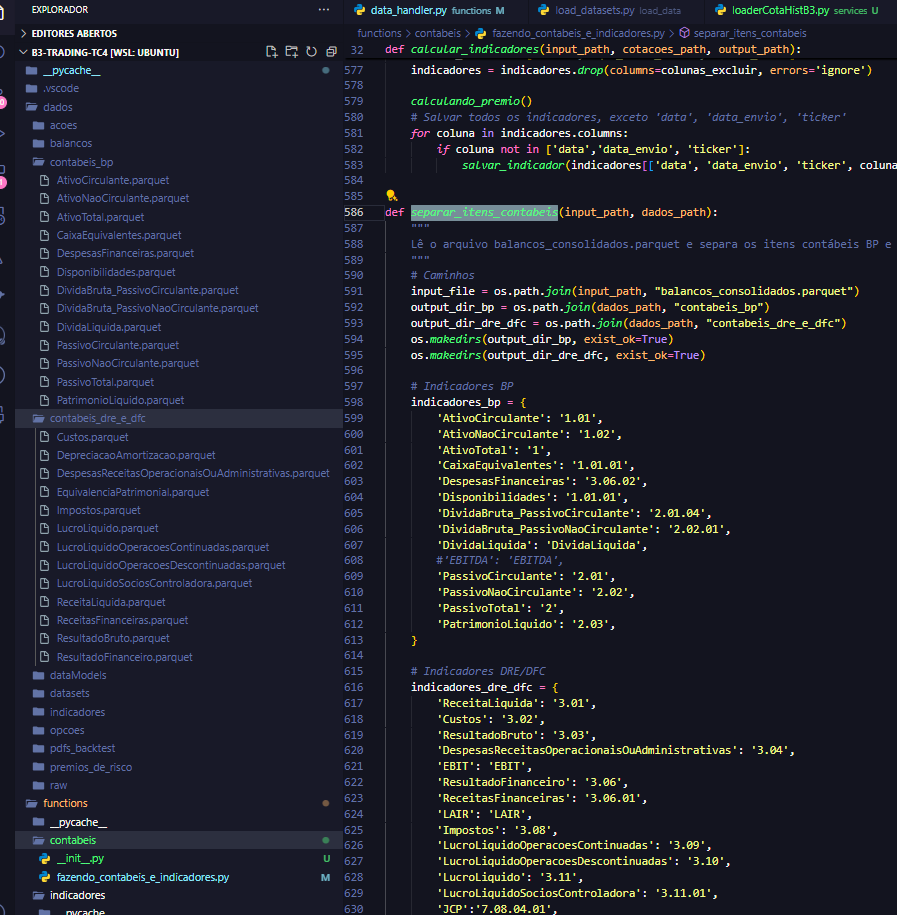 EXPLORADOR
...
EDITORES ABERTOS
B3-TRADING-TC4 [WSL: UBUNTU]
__pycache__
.vscode
dados
acoes
balancos
contabeis_bp
AtivoCirculante.parquet
AtivoNaoCirculante.parquet
AtivoTotal.parquet
CaixaEquivalentes.parquet
DespesasFinanceiras.parquet
Disponibilidades.parquet
DividaBruta_PassivoCirculante.parquet
DividaBruta_PassivoNaoCirculante.parquet
DividaLiquida.parquet
PassivoCirculante.parquet
PassivoNaoCirculante.parquet
PassivoTotal.parquet
PatrimonioLiquido.parquet
contabeis_dre_e_dfc
Custos.parquet
DepreciacaoAmortizacao.parquet
DespesasReceitasOperacionaisOuAdministrativas.parquet
EquivalenciaPatrimonial.parquet
Impostos.parquet
LucroLiquido.parquet
LucroLiquidoOperacoesContinuadas.parquet
LucroLiquidoOperacoesDescontinuadas.parquet
LucroLiquidoSociosControladora.parquet
ReceitaLiquida.parquet
ReceitasFinanceiras.parquet
ResultadoBruto.parquet
ResultadoFinanceiro.parquet
dataModels
datasets
indicadores
opcoes
pdfs_backtest
premios_de_risco
raw
functions
__pycache__
contabeis
__init__.py U
fazendo_contabeis_e_indicadores.py M
indicadores
__pycache__
data_handler.py functions M
load_datasets.py load_data
loaderCotaHistB3.py services U
functions > contabeis > fazendo_contabeis_e_indicadores.py > separar_itens_contabeis
32 def calcular_indicadores(input_path, cotacoes_path, output_path):
577 indicadores = indicadores.drop(columns=colunas_excluir, errors='ignore')
578
579 calculando_premio()
580 # Salvar todos os indicadores, exceto 'data', 'data_envio', 'ticker'
581 for coluna in indicadores.columns:
582 if coluna not in ['data','data_envio', 'ticker']:
583 salvar_indicador(indicadores[['data', 'data_envio', 'ticker', coluna
584
585
586 def separar_itens_contabeis(input_path, dados_path):
587 """
588 Lê o arquivo balancos_consolidados.parquet e separa os itens contábeis BP e
589 """
590 # Caminhos
591 input_file = os.path.join(input_path, "balancos_consolidados.parquet")
592 output_dir_bp = os.path.join(dados_path, "contabeis_bp")
593 output_dir_dre_dfc = os.path.join(dados_path, "contabeis_dre_e_dfc")
594 os.makedirs(output_dir_bp, exist_ok=True)
595 os.makedirs(output_dir_dre_dfc, exist_ok=True)
596
597 # Indicadores BP
598 indicadores_bp = {
599 'AtivoCirculante': '1.01',
600 'AtivoNaoCirculante': '1.02',
601 'AtivoTotal': '1',
602 'CaixaEquivalentes': '1.01.01',
603 'DespesasFinanceiras': '3.06.02',
604 'Disponibilidades': '1.01.01',
605 'DividaBruta_PassivoCirculante': '2.01.04',
606 'DividaBruta_PassivoNaoCirculante': '2.02.01',
607 'DividaLiquida': 'DividaLiquida',
608 #'EBITDA': 'EBITDA',
609 'PassivoCirculante': '2.01',
610 'PassivoNaoCirculante': '2.02',
611 'PassivoTotal': '2',
612 'PatrimonioLiquido': '2.03',
613 }
614
615 # Indicadores DRE/DFC
616 indicadores_dre_dfc = {
617 'ReceitaLiquida': '3.01',
618 'Custos': '3.02',
619 'ResultadoBruto': '3.03',
620 'DespesasReceitasOperacionaisOuAdministrativas': '3.04',
621 'EBIT': 'EBIT',
622 'ResultadoFinanceiro': '3.06',
623 'ReceitasFinanceiras': '3.06.01',
624 'LAIR': 'LAIR',
625 'Impostos': '3.08',
626 'LucroLiquidoOperacoesContinuadas': '3.09',
627 'LucroLiquidoOperacoesDescontinuadas': '3.10',
628 'LucroLiquido': '3.11',
629 'LucroLiquidoSociosControladora': '3.11.01',
630 'JCP':'7.08.04.01',